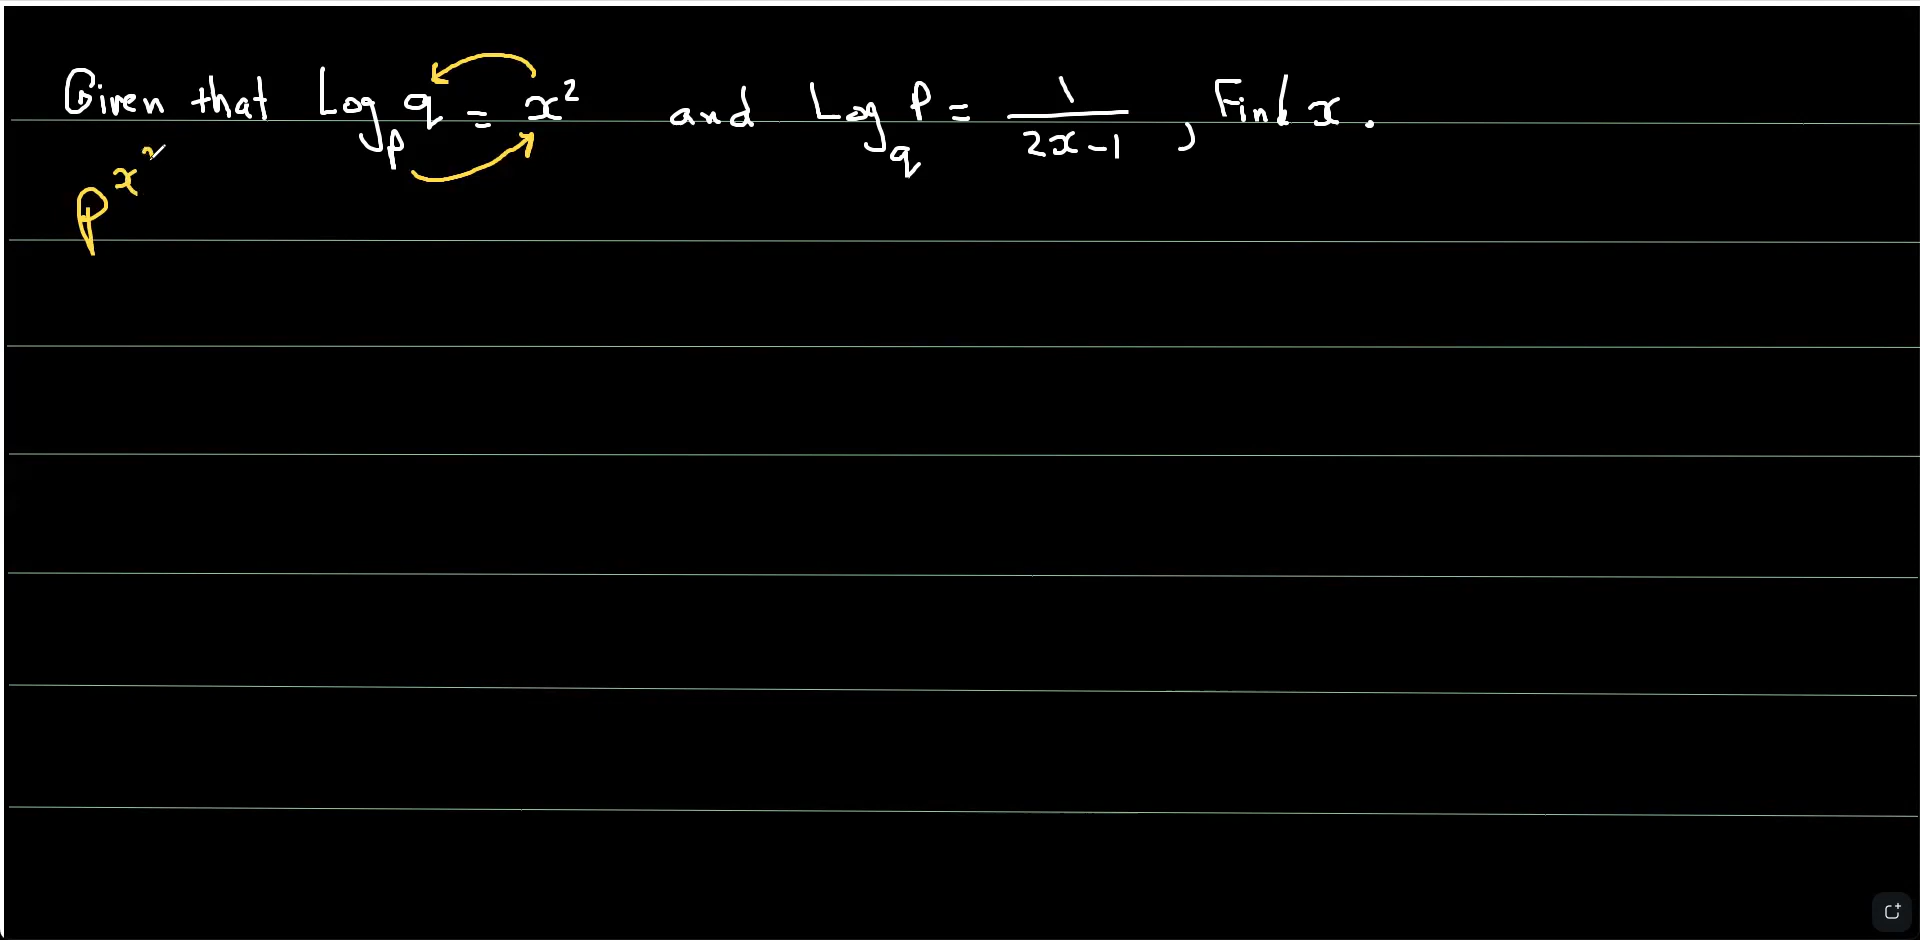 Given that Log_p q = x² and Log_q P = 1/(2x-1), Find x.
P^x²